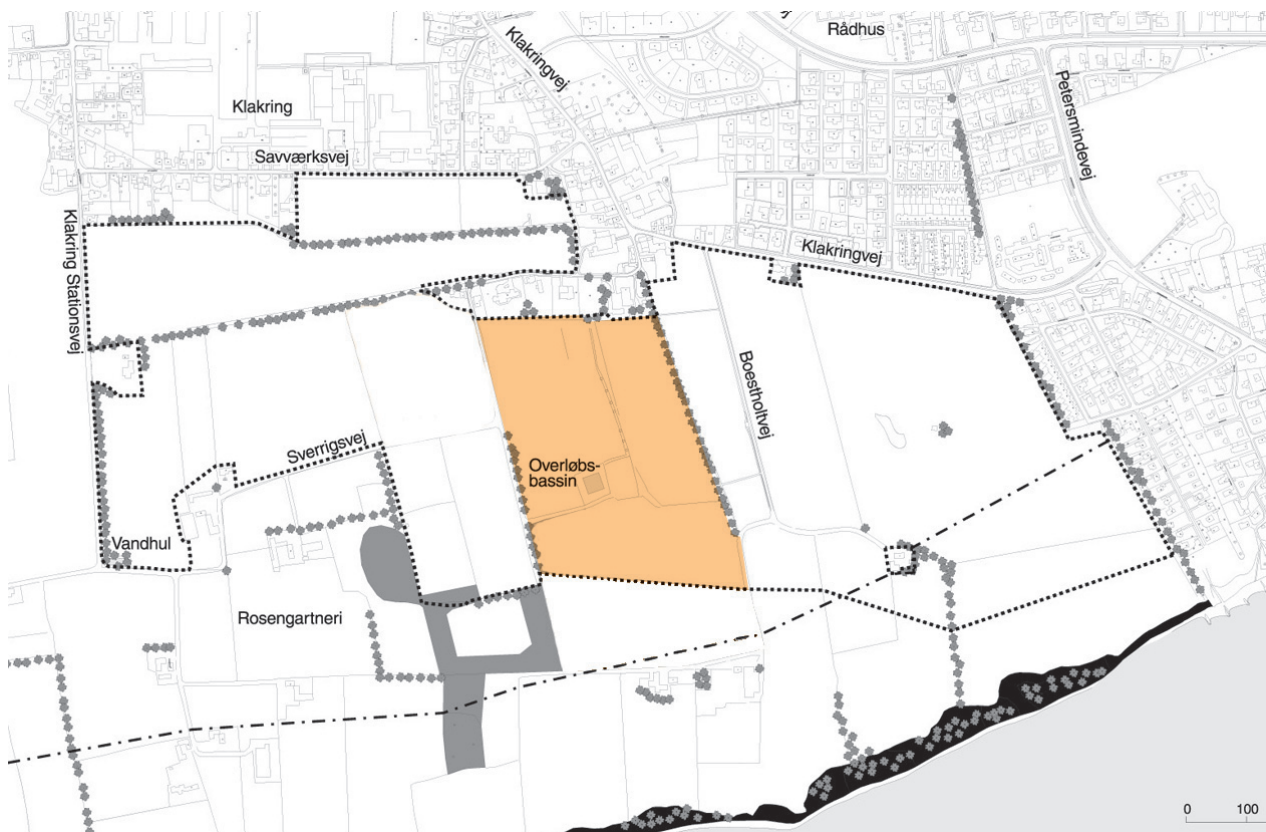 Rådhus
Klakringvej
Petersmindevej
Klakring
Savværksvej
Klakring Stationsvej
Klakringvej
Boestholtvej
Sverrigsvej
Overløbs-
bassin
Vandhul
Rosengartneri
0 100